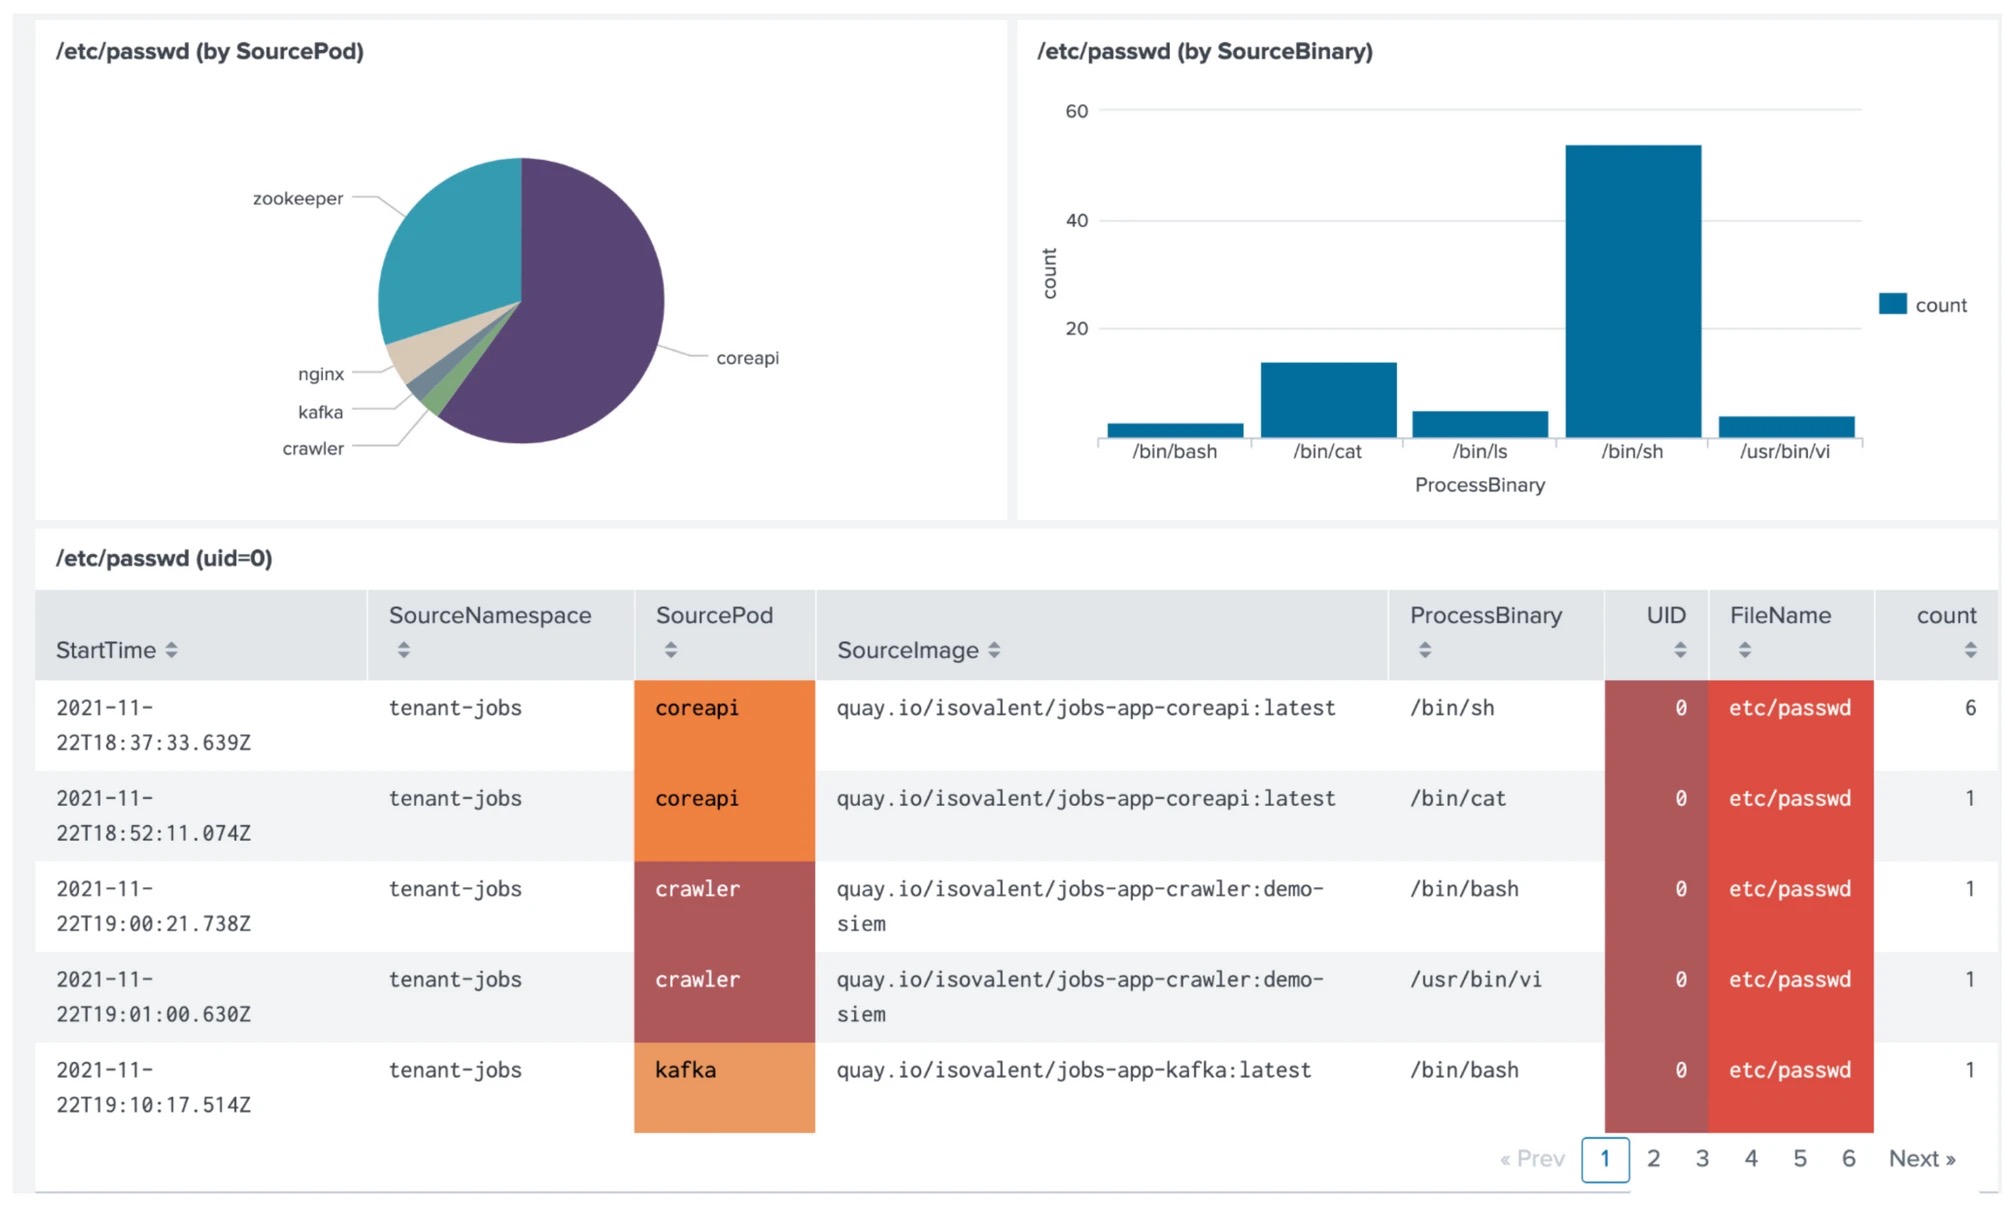 /etc/passwd (by SourcePod)
zookeeper
nginx
kafka
crawler
coreapi
/etc/passwd (by SourceBinary)
60
40
20
count
/bin/bash
/bin/cat
/bin/ls
/bin/sh
/usr/bin/vi
ProcessBinary
count
/etc/passwd (uid=0)
StartTime SourceNamespace SourcePod SourceImage ProcessBinary UID FileName count
2021-11- tenant-jobs coreapi quay.io/isovalent/jobs-app-coreapi:latest /bin/sh 0 etc/passwd 6
22T18:37:33.639Z
2021-11- tenant-jobs coreapi quay.io/isovalent/jobs-app-coreapi:latest /bin/cat 0 etc/passwd 1
22T18:52:11.074Z
2021-11- tenant-jobs crawler quay.io/isovalent/jobs-app-crawler:demo- /bin/bash 0 etc/passwd 1
22T19:00:21.738Z siem
2021-11- tenant-jobs crawler quay.io/isovalent/jobs-app-crawler:demo- /usr/bin/vi 0 etc/passwd 1
22T19:01:00.630Z siem
2021-11- tenant-jobs kafka quay.io/isovalent/jobs-app-kafka:latest /bin/bash 0 etc/passwd 1
22T19:10:17.514Z
« Prev 1 2 3 4 5 6 Next »